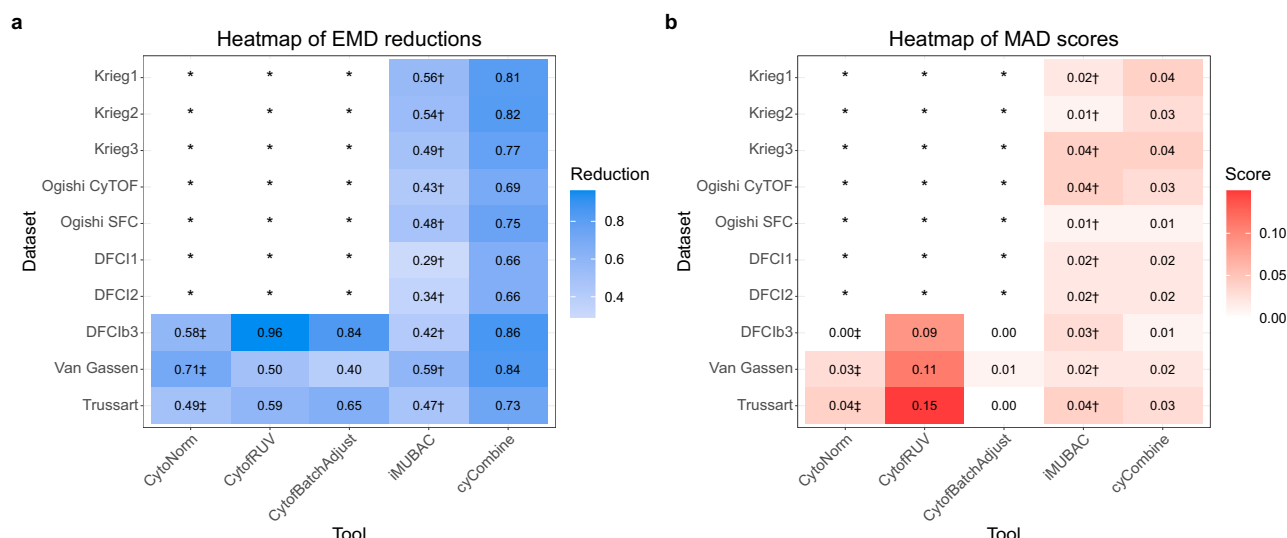 a
Heatmap of EMD reductions
Dataset
Krieg1 * * * 0.56† 0.81
Krieg2 * * * 0.54† 0.82
Krieg3 * * * 0.49† 0.77
Ogishi CyTOF * * * 0.43† 0.69
Ogishi SFC * * * 0.48† 0.75
DFCI1 * * * 0.29† 0.66
DFCI2 * * * 0.34† 0.66
DFCIb3 0.58‡ 0.96 0.84 0.42† 0.86
Van Gassen 0.71‡ 0.50 0.40 0.59† 0.84
Trussart 0.49‡ 0.59 0.65 0.47† 0.73
CytoNorm CytofRUV CytofBatchAdjust iMUBAC cyCombine
Tool
Reduction
0.8
0.6
0.4
b
Heatmap of MAD scores
Dataset
Krieg1 * * * 0.02† 0.04
Krieg2 * * * 0.01† 0.03
Krieg3 * * * 0.04† 0.04
Ogishi CyTOF * * * 0.04† 0.03
Ogishi SFC * * * 0.01† 0.01
DFCI1 * * * 0.02† 0.02
DFCI2 * * * 0.02† 0.02
DFCIb3 0.00‡ 0.09 0.00 0.03† 0.01
Van Gassen 0.03‡ 0.11 0.01 0.02† 0.02
Trussart 0.04‡ 0.15 0.00 0.04† 0.03
CytoNorm CytofRUV CytofBatchAdjust iMUBAC cyCombine
Tool
Score
0.10
0.05
0.00